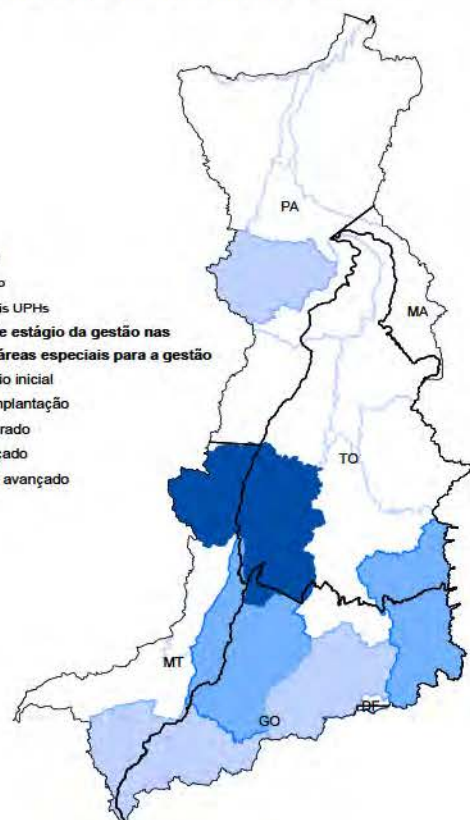 is UPHs
e estágio da gestão nas
áreas especiais para a gestão
io inicial
nplantação
rado
çado
avançado
PA
MA
TO
MT
GO
DF